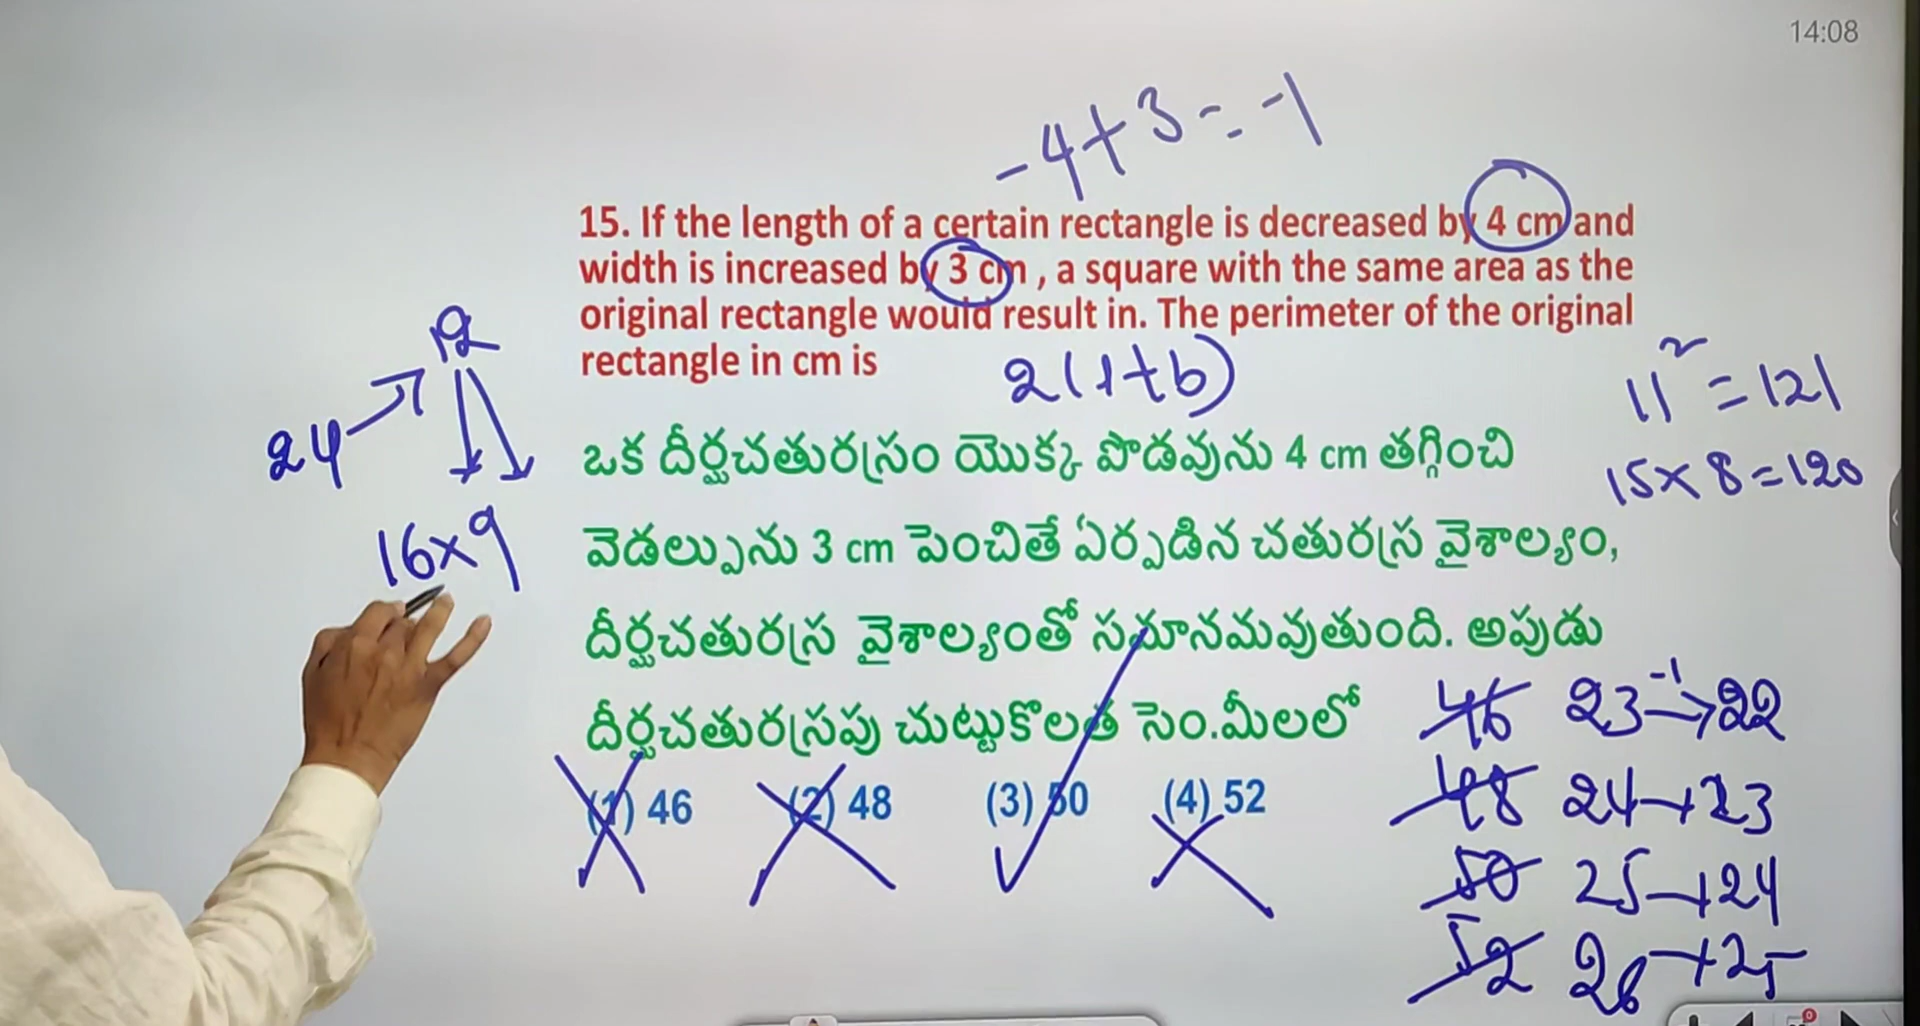 14:08
-4+3=-1
15. If the length of a certain rectangle is decreased by 4 cm and
width is increased by 3 cm , a square with the same area as the
original rectangle would result in. The perimeter of the original
rectangle in cm is
2(l+b)
12
24
16×9
11² = 121
15×8=120
ఒక దీర్ఘచతురస్రం యొక్క పొడవును 4 cm తగ్గించి
వెడల్పును 3 cm పెంచితే ఏర్పడిన చతురస్ర వైశాల్యం,
దీర్ఘచతురస్ర వైశాల్యంతో సమానమవుతుంది. అపుడు
దీర్ఘచతురస్రపు చుట్టుకొలత సెం.మీలలో
(1) 46 (2) 48 (3) 50 (4) 52
46 23 -1→ 22
48 24→23
50 25→24
52 26→25